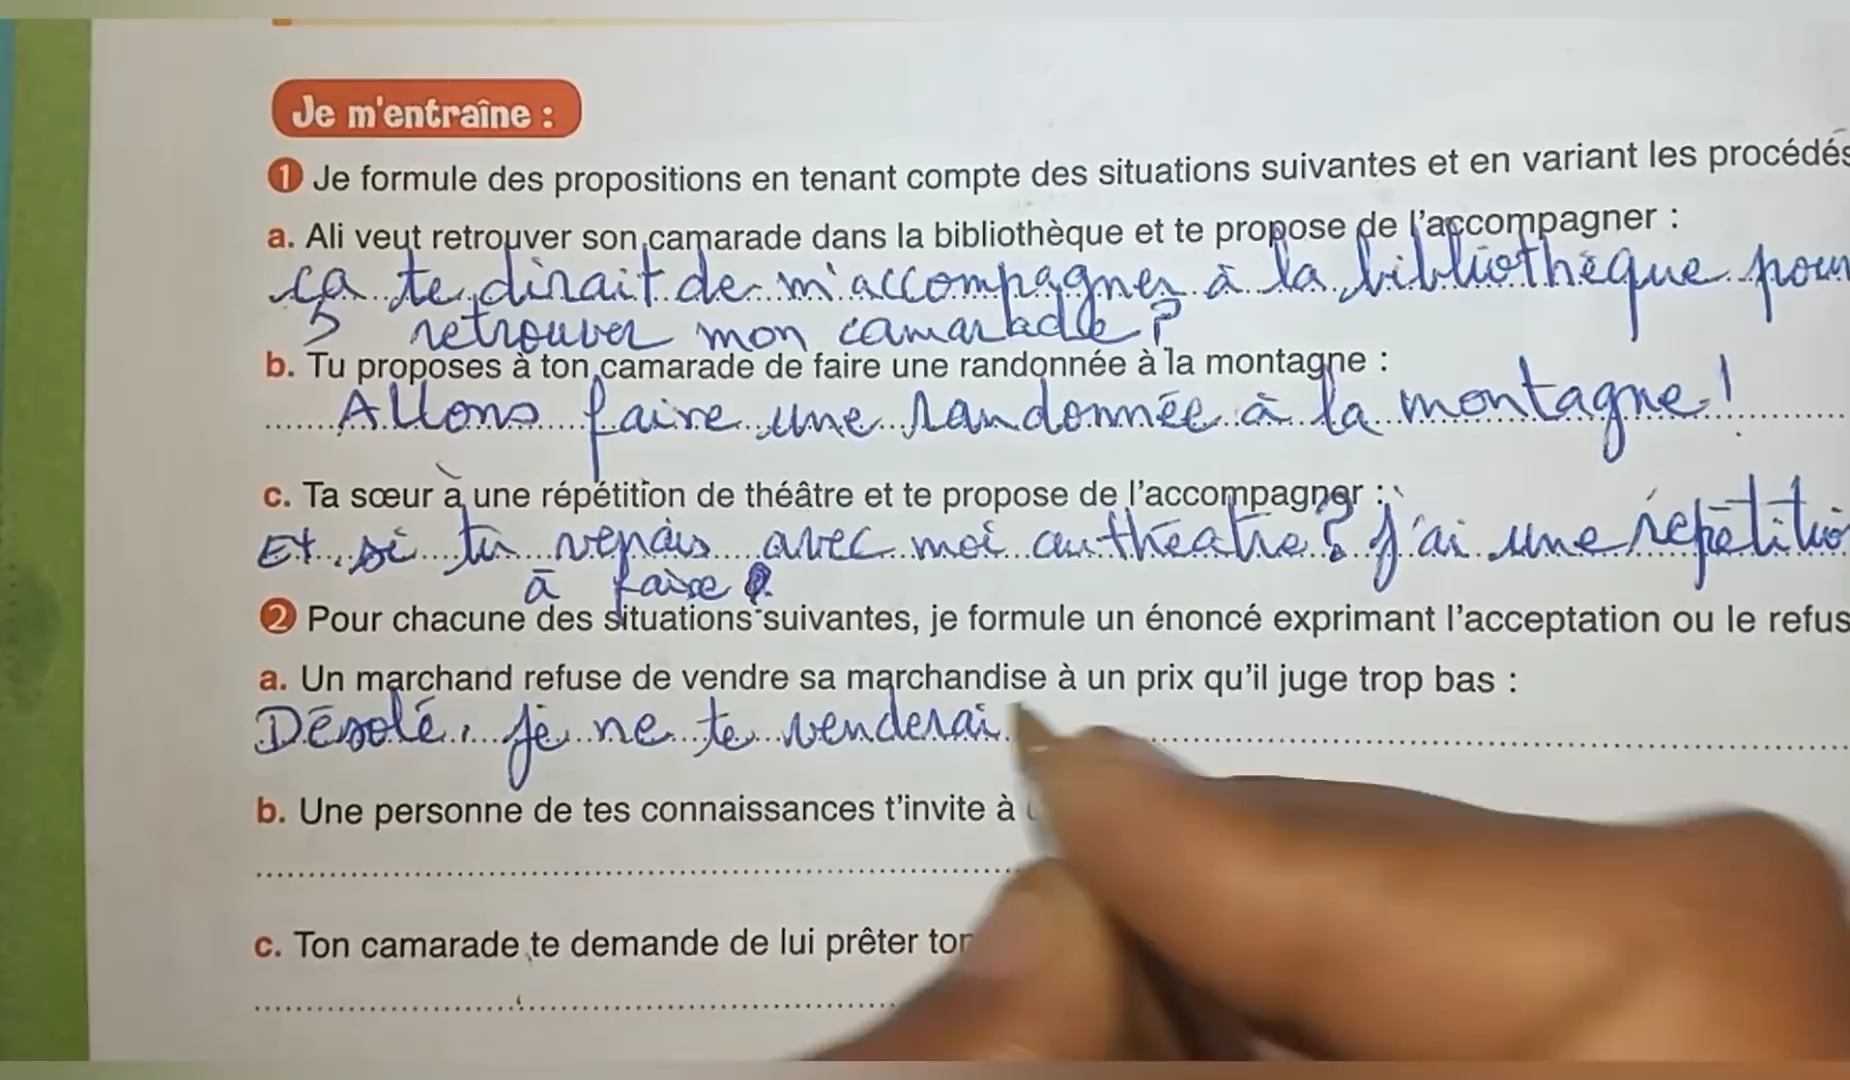 Je m'entraîne :
1 Je formule des propositions en tenant compte des situations suivantes et en variant les procédés
a. Ali veut retrouver son camarade dans la bibliothèque et te propose de l'accompagner :
ça te dirait de m'accompagner à la bibliothèque pour
retrouver mon camarade ?
b. Tu proposes à ton camarade de faire une randonnée à la montagne :
Allons faire une randonnée à la montagne !
c. Ta sœur à une répétition de théâtre et te propose de l'accompagner :
Et si tu venais avec moi au théatre ? J'ai une répétitio
à faire
2 Pour chacune des situations suivantes, je formule un énoncé exprimant l'acceptation ou le refus
a. Un marchand refuse de vendre sa marchandise à un prix qu'il juge trop bas :
Désolé, je ne te venderai
b. Une personne de tes connaissances t'invite à
c. Ton camarade te demande de lui prêter